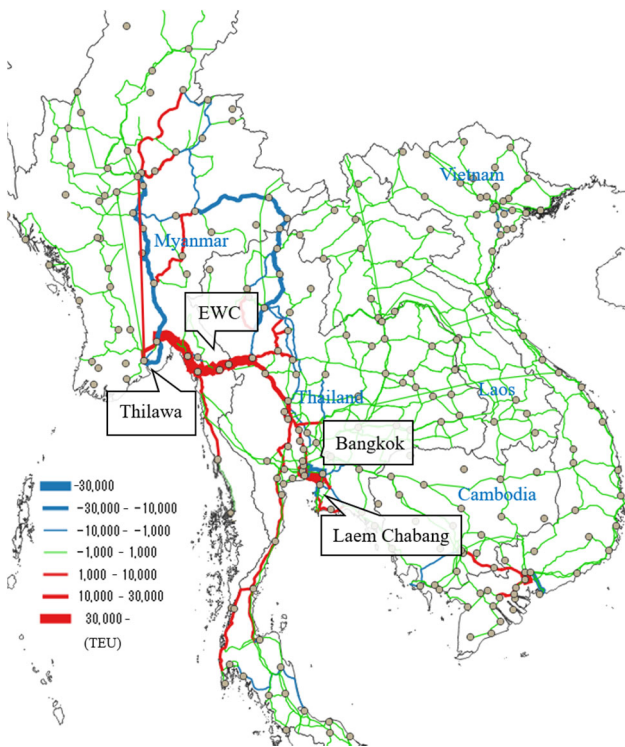 Vietnam
Myanmar
EWC
Thilawa
Thailand
Laos
Bangkok
Cambodia
Laem Chabang
-30,000
-30,000 - -10,000
-10,000 - -1,000
-1,000 - 1,000
1,000 - 10,000
10,000 - 30,000
30,000 -
(TEU)